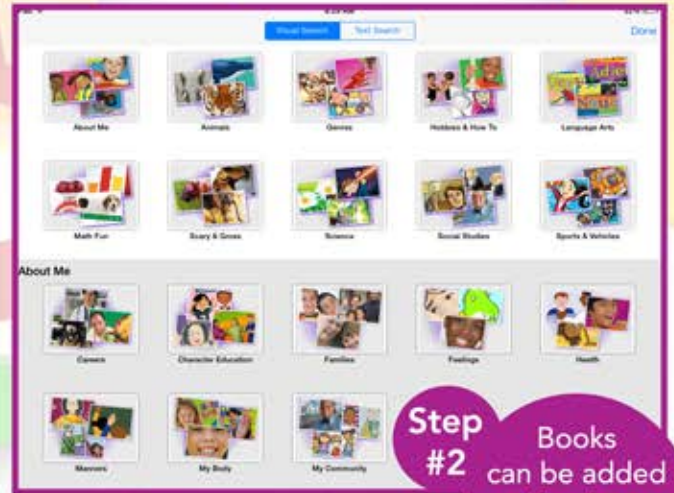 Visual Search Text Search Done
About Me Animals Genres Hobbies & How To Language Arts
Math Fun Scary & Gross Science Social Studies Sports & Vehicles
About Me
Careers Character Education Families Feelings Health
Manners My Body My Community
Step
#2
Books
can be added